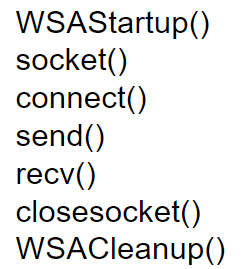 WSAStartup()
socket()
connect()
send()
recv()
closesocket()
WSACleanup()